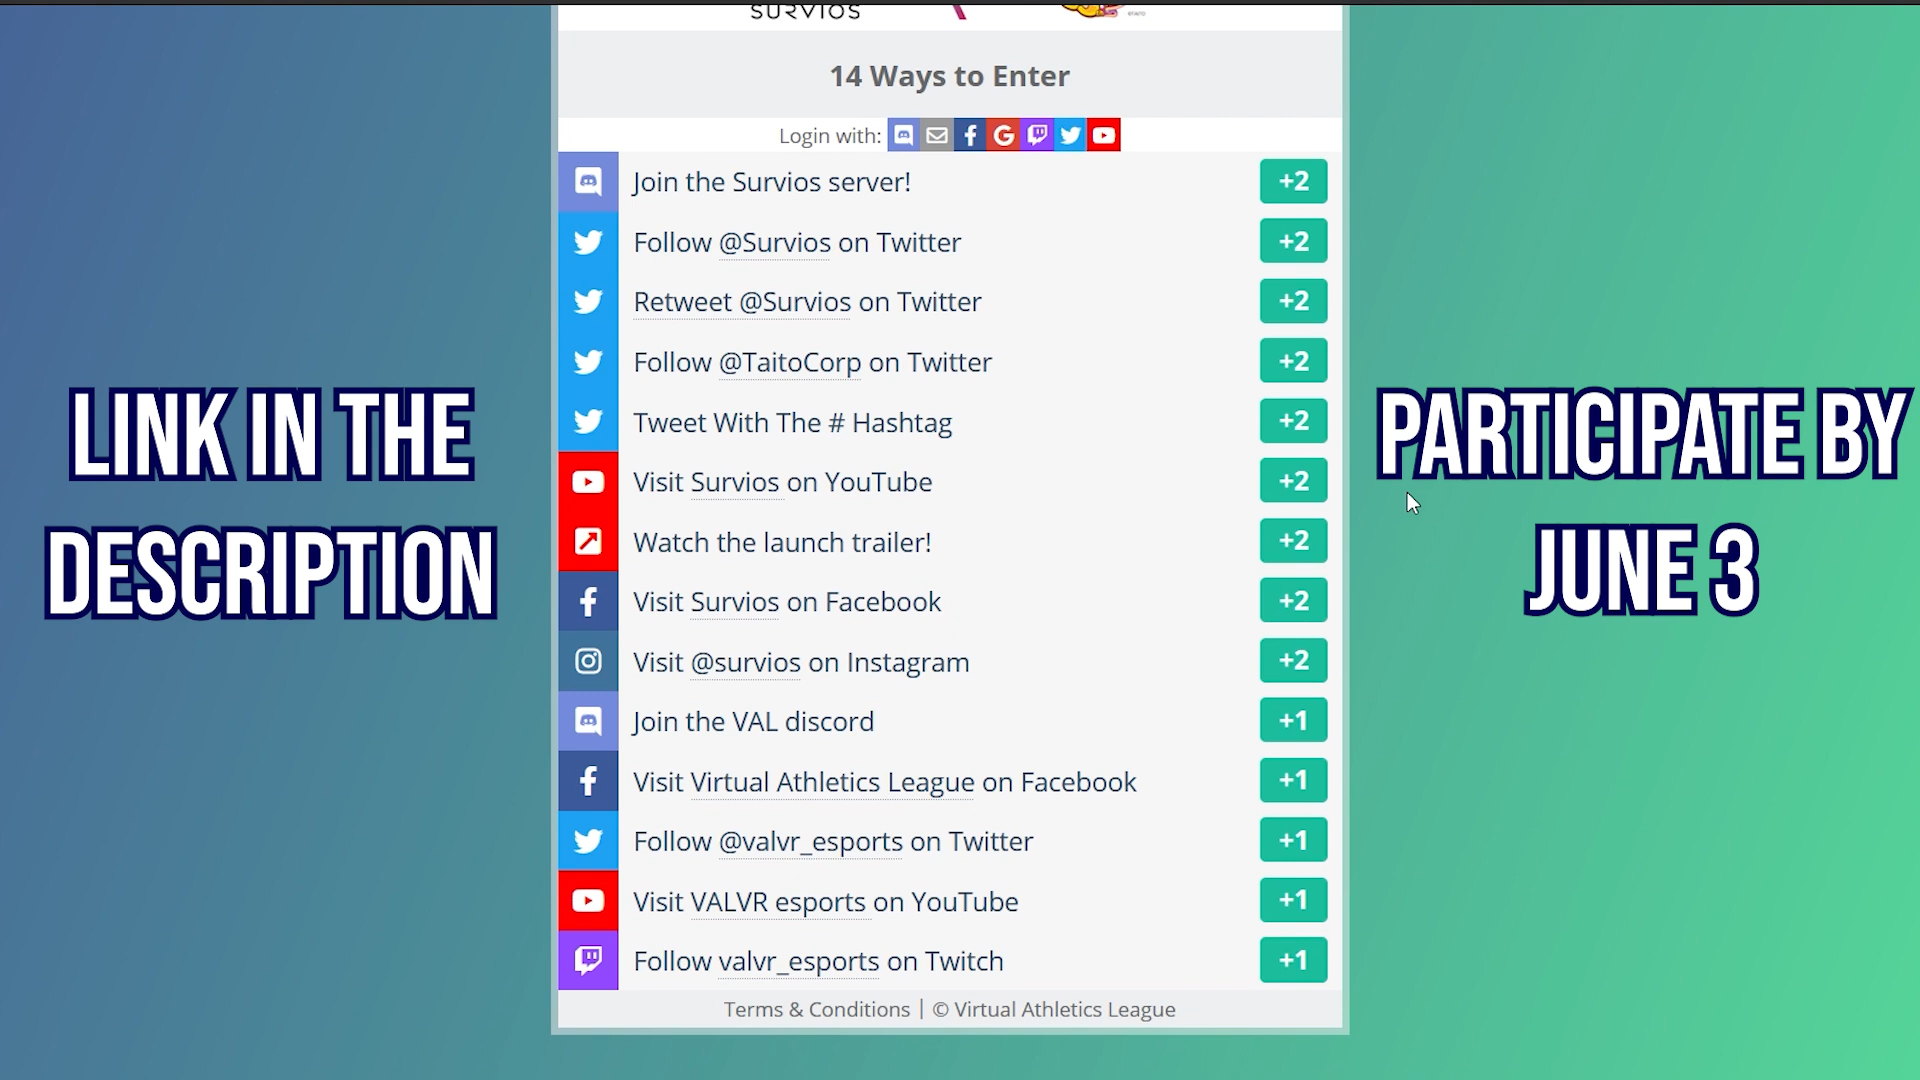 SURVIOS
14 Ways to Enter
Login with:
Join the Survios server! +2
Follow @Survios on Twitter +2
Retweet @Survios on Twitter +2
Follow @TaitoCorp on Twitter +2
Tweet With The # Hashtag +2
Visit Survios on YouTube +2
Watch the launch trailer! +2
Visit Survios on Facebook +2
Visit @survios on Instagram +2
Join the VAL discord +1
Visit Virtual Athletics League on Facebook +1
Follow @valvr_esports on Twitter +1
Visit VALVR esports on YouTube +1
Follow valvr_esports on Twitch +1
Terms & Conditions | © Virtual Athletics League
LINK IN THE
DESCRIPTION
PARTICIPATE BY
JUNE 3